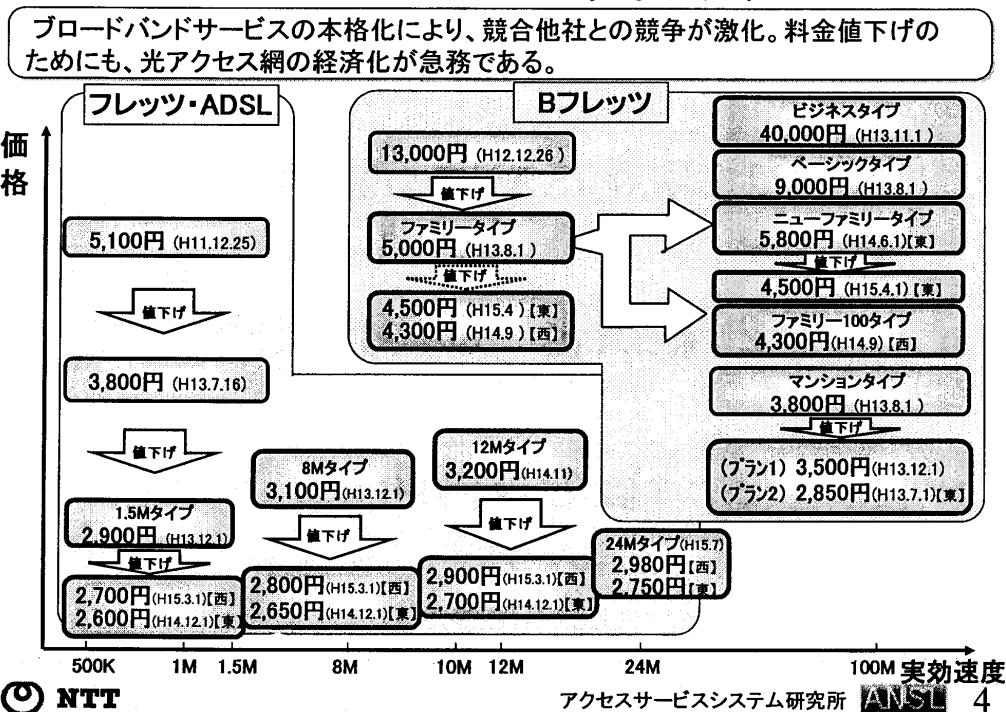 ブロードバンドサービスの本格化により、競合他社との競争が激化。料金値下げの
ためにも、光アクセス網の経済化が急務である。
価格
フレッツ・ADSL
5,100円 (H11.12.25)
値下げ
3,800円 (H13.7.16)
値下げ
1.5Mタイプ
2,900円 (H13.12.1)
値下げ
2,700円(H15.3.1)【西】
2,600円(H14.12.1)【東】
8Mタイプ
3,100円(H13.12.1)
値下げ
2,800円(H15.3.1)【西】
2,650円(H14.12.1)【東】
12Mタイプ
3,200円(H14.11)
値下げ
2,900円(H15.3.1)【西】
2,700円(H14.12.1)【東】
24Mタイプ(H15.7)
2,980円【西】
2,750円【東】
Bフレッツ
13,000円 (H12.12.26 )
値下げ
ファミリータイプ
5,000円 (H13.8.1 )
値下げ
4,500円 (H15.4 )【東】
4,300円 (H14.9 )【西】
ビジネスタイプ
40,000円 (H13.11.1 )
ベーシックタイプ
9,000円 (H13.8.1 )
ニューファミリータイプ
5,800円 (H14.6.1)【東】
値下げ
4,500円 (H15.4.1) 【東】
ファミリー100タイプ
4,300円(H14.9) 【西】
マンションタイプ
3,800円 (H13.8.1 )
値下げ
(プラン1) 3,500円(H13.12.1)
(プラン2) 2,850円(H13.7.1)【東】
500K 1M 1.5M 8M 10M 12M 24M 100M 実効速度
NTT
アクセスサービスシステム研究所 ANSL 4